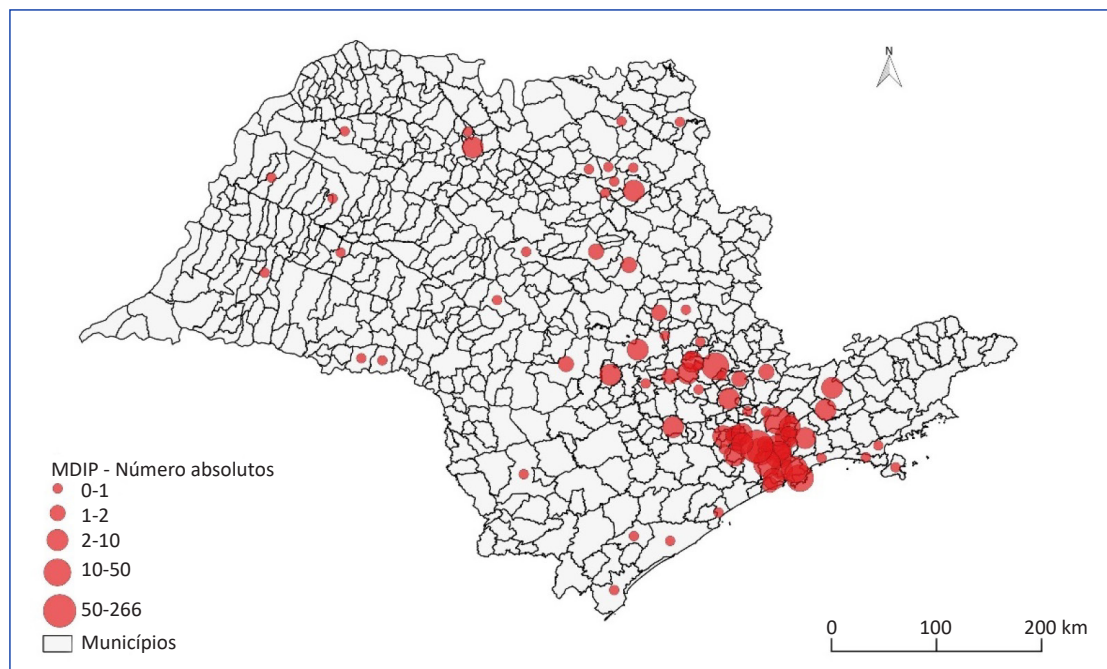 N
MDIP - Número absolutos
0-1
1-2
2-10
10-50
50-266
Municípios
0 100 200 km